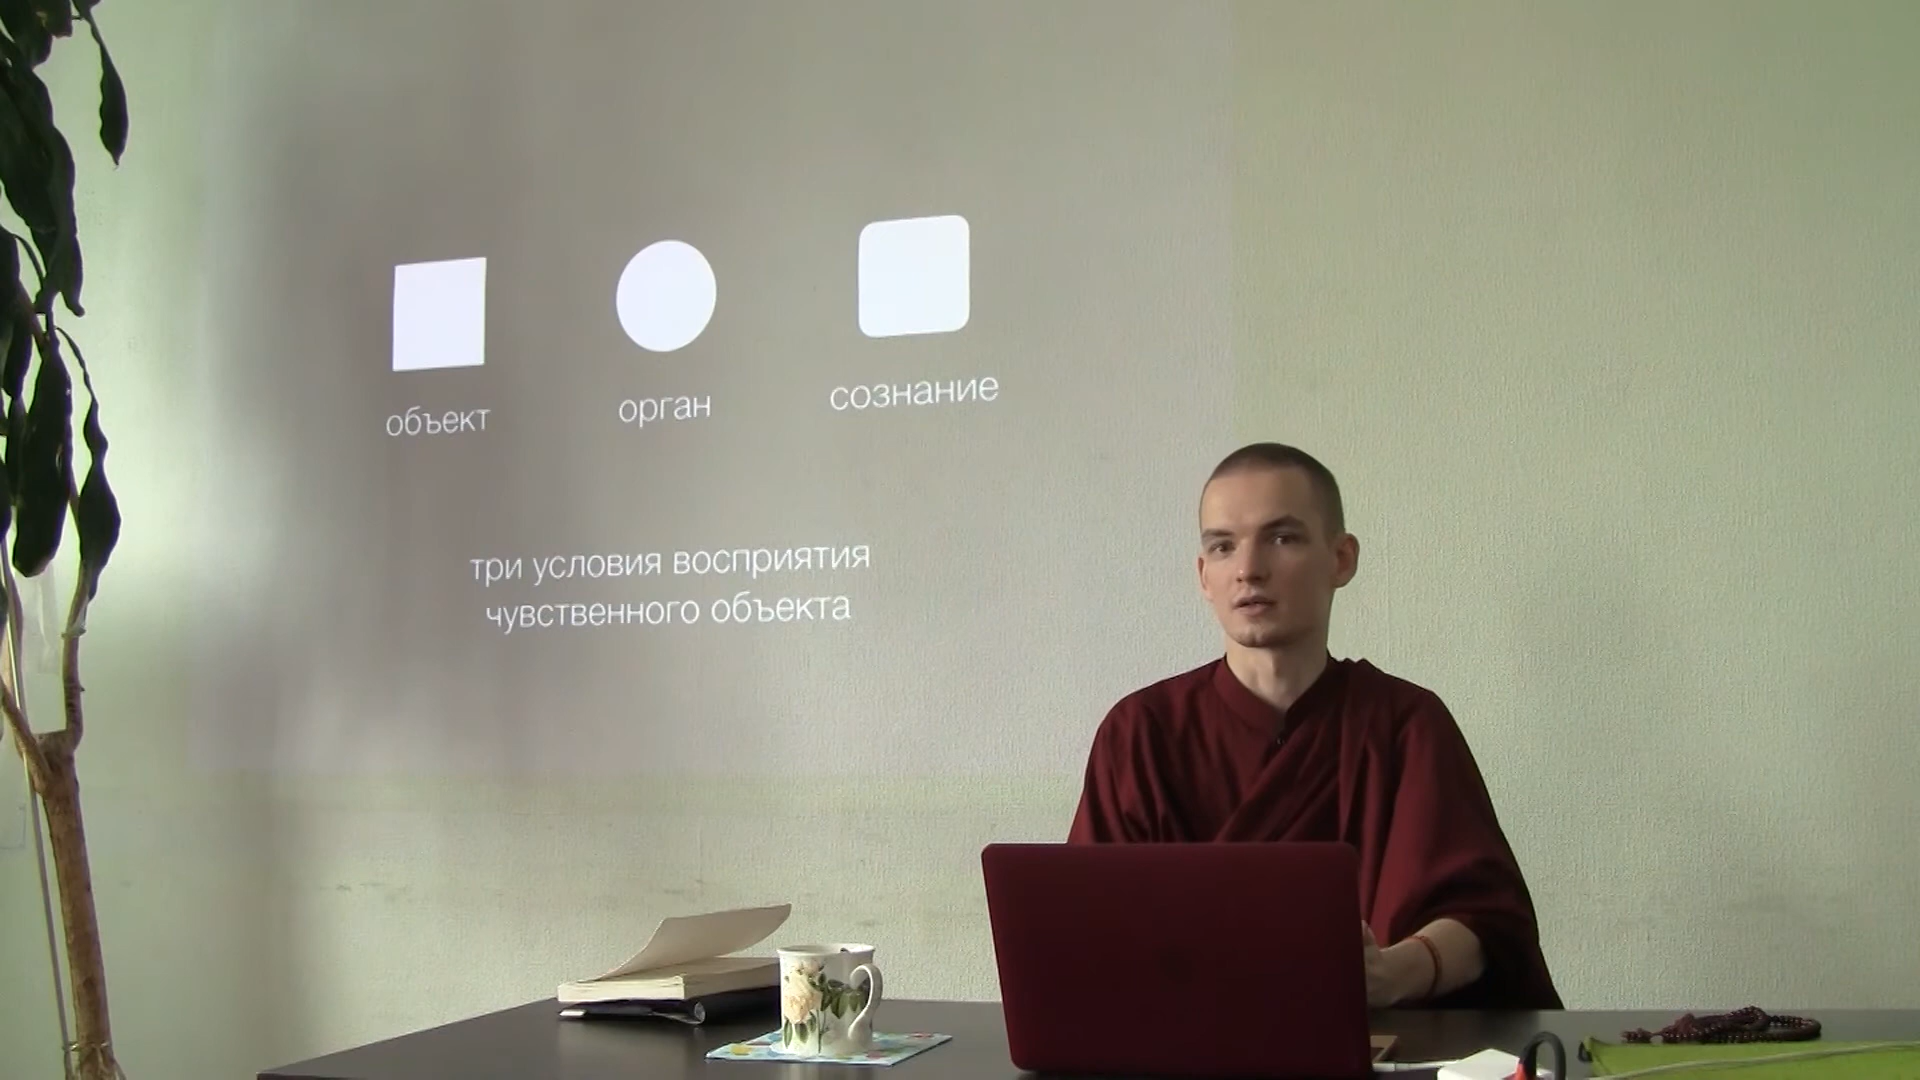 объект
орган
сознание
три условия восприятия
чувственного объекта